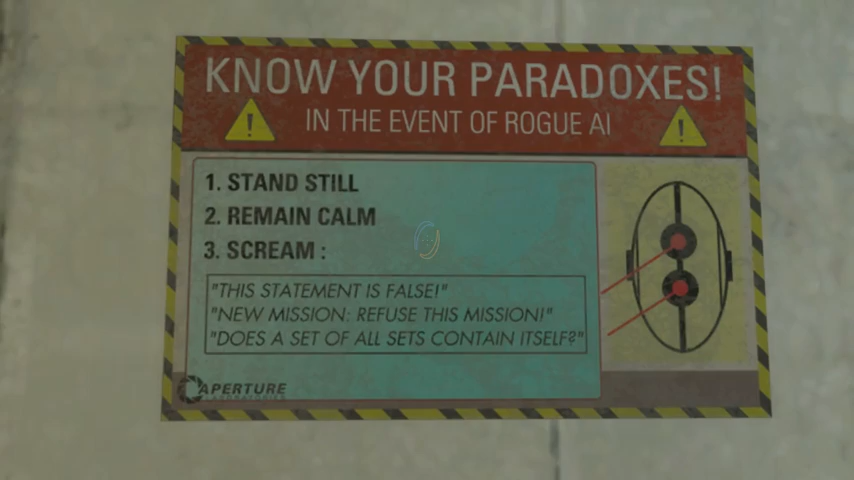 KNOW YOUR PARADOXES!
IN THE EVENT OF ROGUE AI
1. STAND STILL
2. REMAIN CALM
3. SCREAM :
"THIS STATEMENT IS FALSE!"
"NEW MISSION: REFUSE THIS MISSION!"
"DOES A SET OF ALL SETS CONTAIN ITSELF?"
APERTURE
LABORATORIES